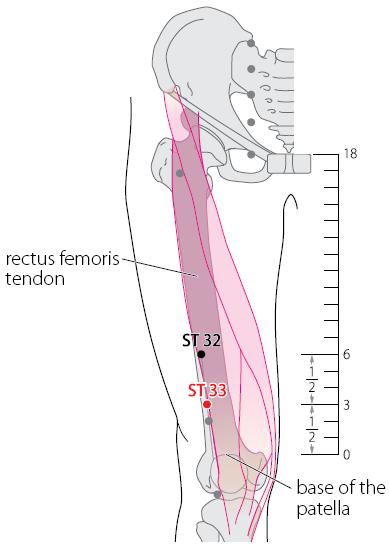 18
rectus femoris
tendon
ST 32
6
1
2
ST 33
3
1
2
0
base of the
patella